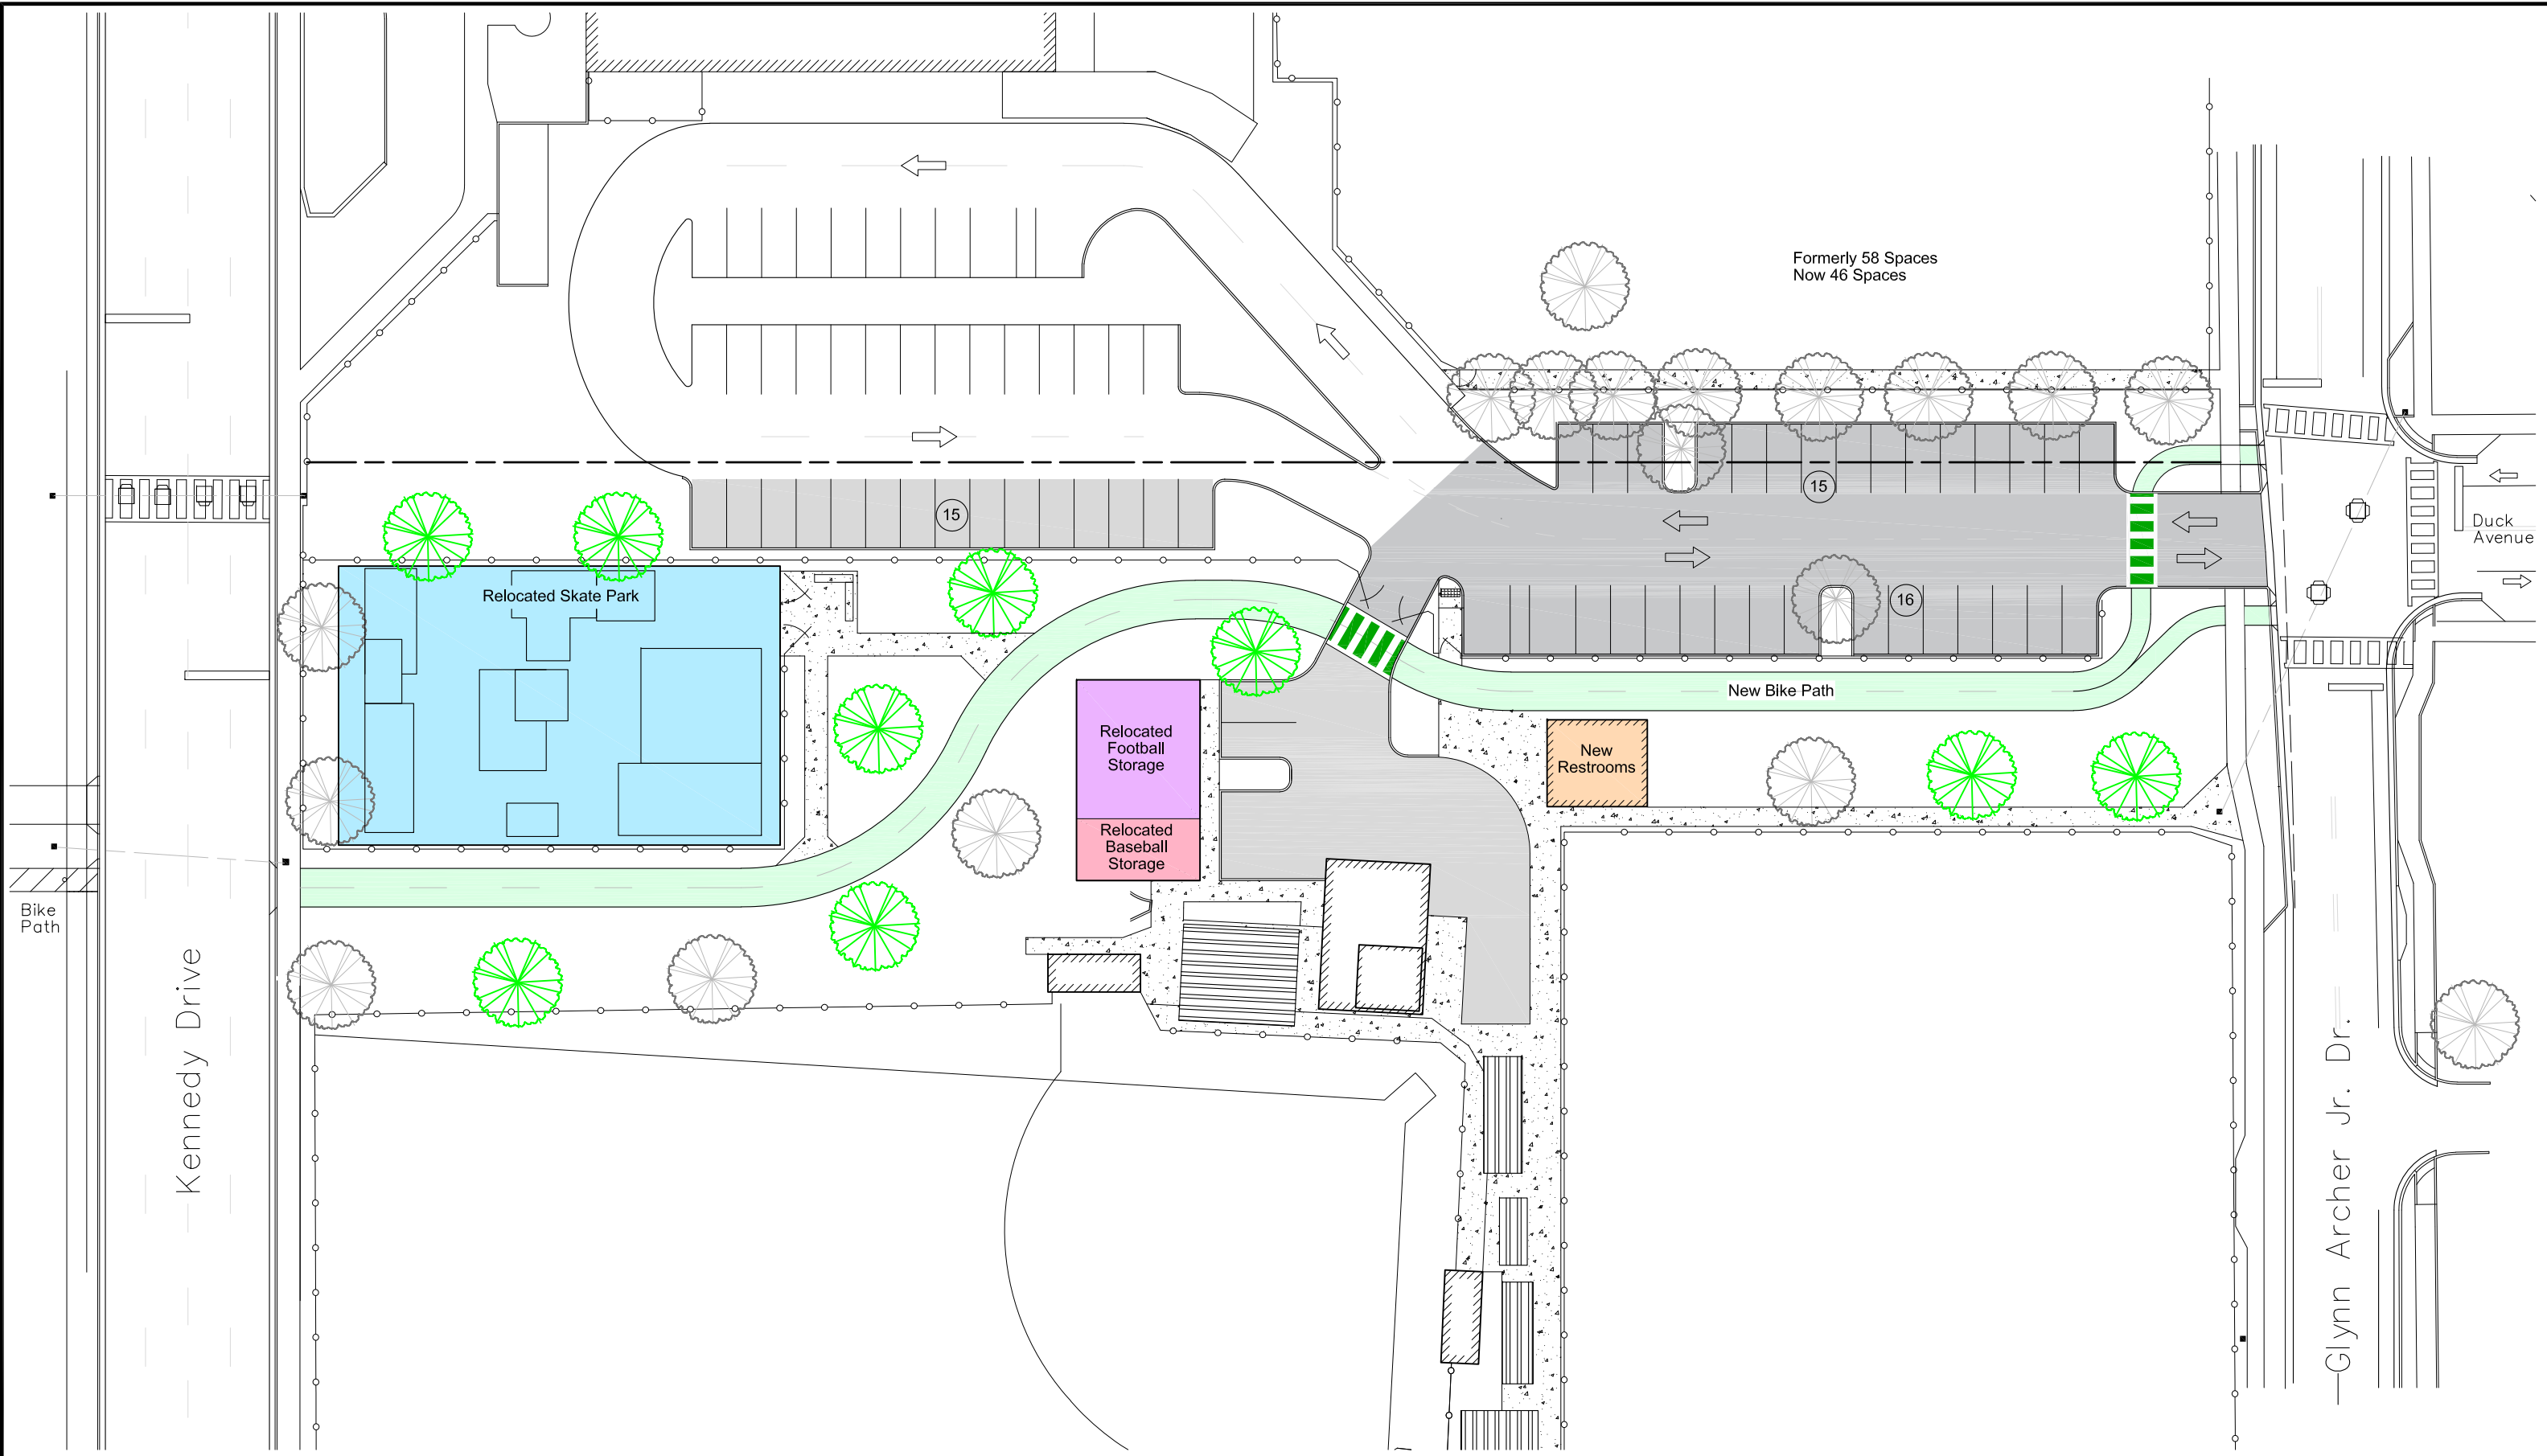 Formerly 58 Spaces
Now 46 Spaces
15
15
Duck
Avenue
Relocated Skate Park
16
New Bike Path
Relocated
Football
Storage
New
Restrooms
Relocated
Baseball
Storage
Bike
Path
Kennedy Drive
Glynn Archer Jr. Dr.